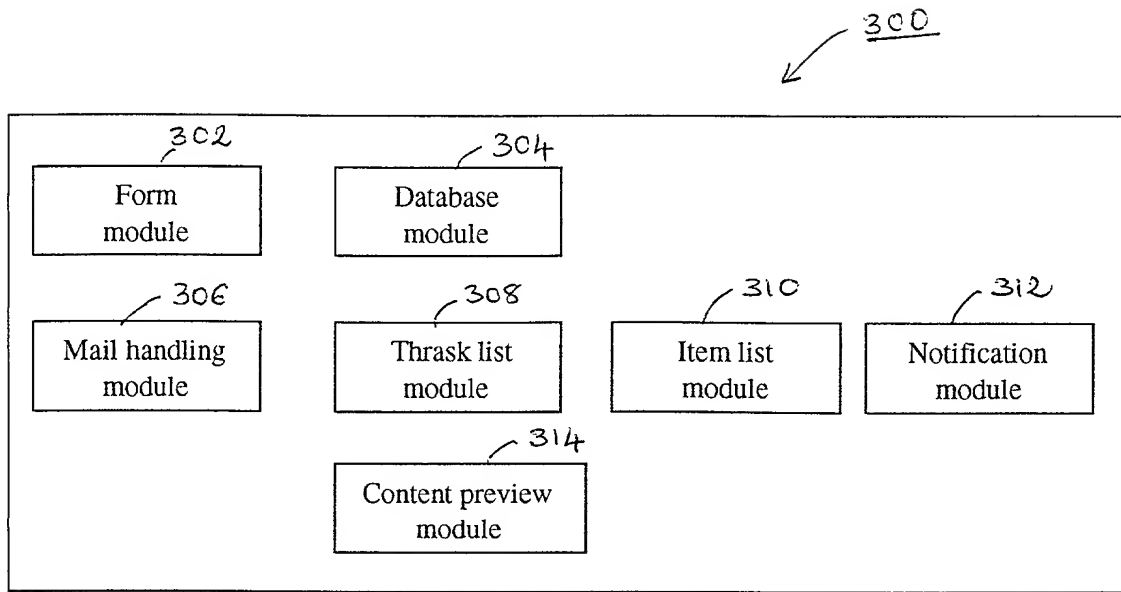 300
302
304
Form
module
Database
module
306
308
310
312
Mail handling
module
Thrask list
module
Item list
module
Notification
module
314
Content preview
module